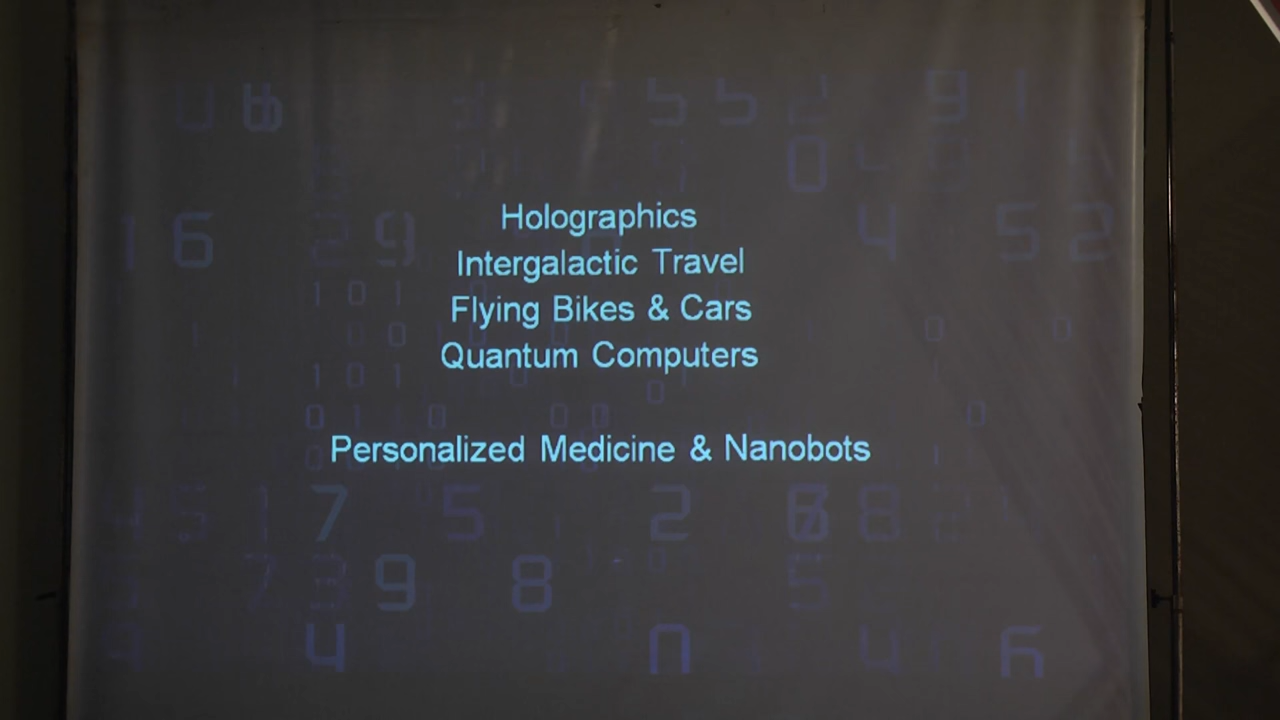 Holographics
Intergalactic Travel
Flying Bikes & Cars
Quantum Computers
Personalized Medicine & Nanobots